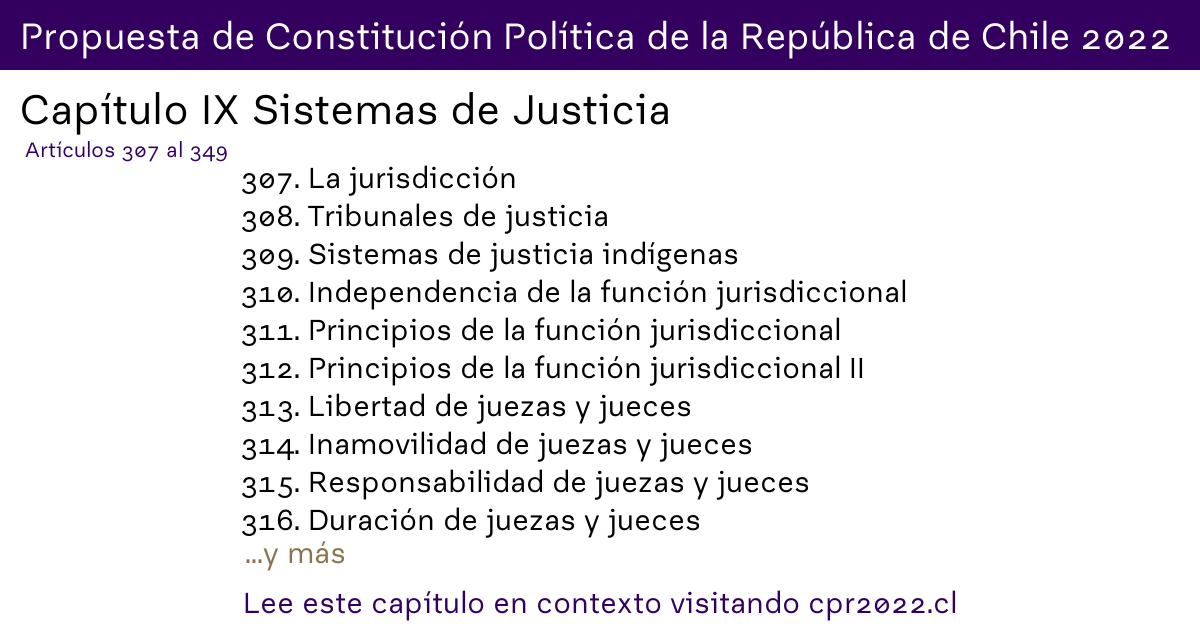 Propuesta de Constitución Política de la República de Chile 2022
Capítulo IX Sistemas de Justicia
Artículos 307 al 349
307. La jurisdicción
308. Tribunales de justicia
309. Sistemas de justicia indígenas
310. Independencia de la función jurisdiccional
311. Principios de la función jurisdiccional
312. Principios de la función jurisdiccional II
313. Libertad de juezas y jueces
314. Inamovilidad de juezas y jueces
315. Responsabilidad de juezas y jueces
316. Duración de juezas y jueces
...y más
Lee este capítulo en contexto visitando cpr2022.cl